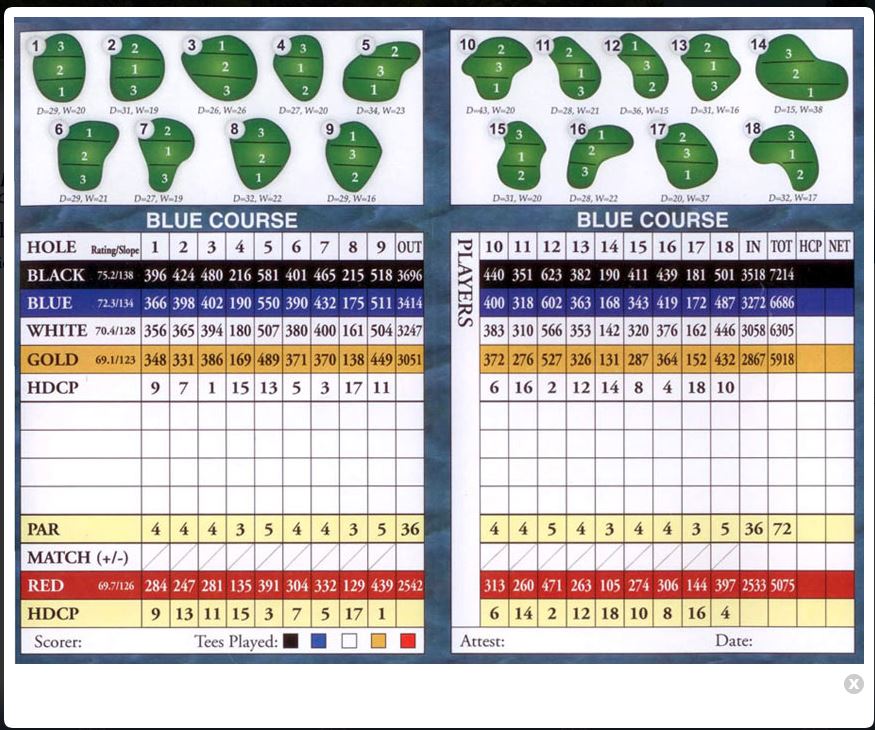 1 3 2 1
2 2 1 3
3 1 2 3
4 3 1 2
5 2 3 1
D=29, W=20 D=31, W=19 D=26, W=26 D=27, W=20 D=34, W=23
6 1 2 3
7 2 1 3
8 3 2 1
9 1 3 2
D=29, W=21 D=27, W=19 D=32, W=22 D=29, W=16
BLUE COURSE
HOLE Rating/Slope 1 2 3 4 5 6 7 8 9 OUT
BLACK 75.2/138 396 424 480 216 581 401 465 215 518 3696
BLUE 72.3/134 366 398 402 190 550 390 432 175 511 3414
WHITE 70.4/128 356 365 394 180 507 380 400 161 504 3247
GOLD 69.1/123 348 331 386 169 489 371 370 138 449 3051
HDCP 9 7 1 15 13 5 3 17 11
PAR 4 4 4 3 5 4 4 3 5 36
MATCH (+/-)
RED 69.7/126 284 247 281 135 391 304 332 129 439 2542
HDCP 9 13 11 15 3 7 5 17 1
Scorer: Tees Played:
10 2 3 1
11 2 1 3
12 1 3 2
13 2 1 3
14 3 2 1
D=43, W=20 D=28, W=21 D=36, W=15 D=31, W=16 D=15, W=38
15 3 1 2
16 1 2 3
17 2 3 1
18 3 1 2
D=31, W=20 D=28, W=22 D=20, W=37 D=32, W=17
BLUE COURSE
PLAYERS
10 11 12 13 14 15 16 17 18 IN TOT HCP NET
440 351 623 382 190 411 439 181 501 3518 7214
400 318 602 363 168 343 419 172 487 3272 6686
383 310 566 353 142 320 376 162 446 3058 6305
372 276 527 326 131 287 364 152 432 2867 5918
6 16 2 12 14 8 4 18 10
4 4 5 4 3 4 4 3 5 36 72
313 260 471 263 105 274 306 144 397 2533 5075
6 14 2 12 18 10 8 16 4
Attest: Date:
X